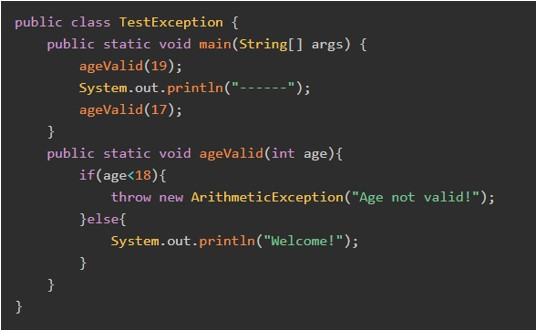 public class TestException {
    public static void main(String[] args) {
        ageValid(19);
        System.out.println("------");
        ageValid(17);
    }
    public static void ageValid(int age){
        if(age<18){
            throw new ArithmeticException("Age not valid!");
        }else{
            System.out.println("Welcome!");
        }
    }
}